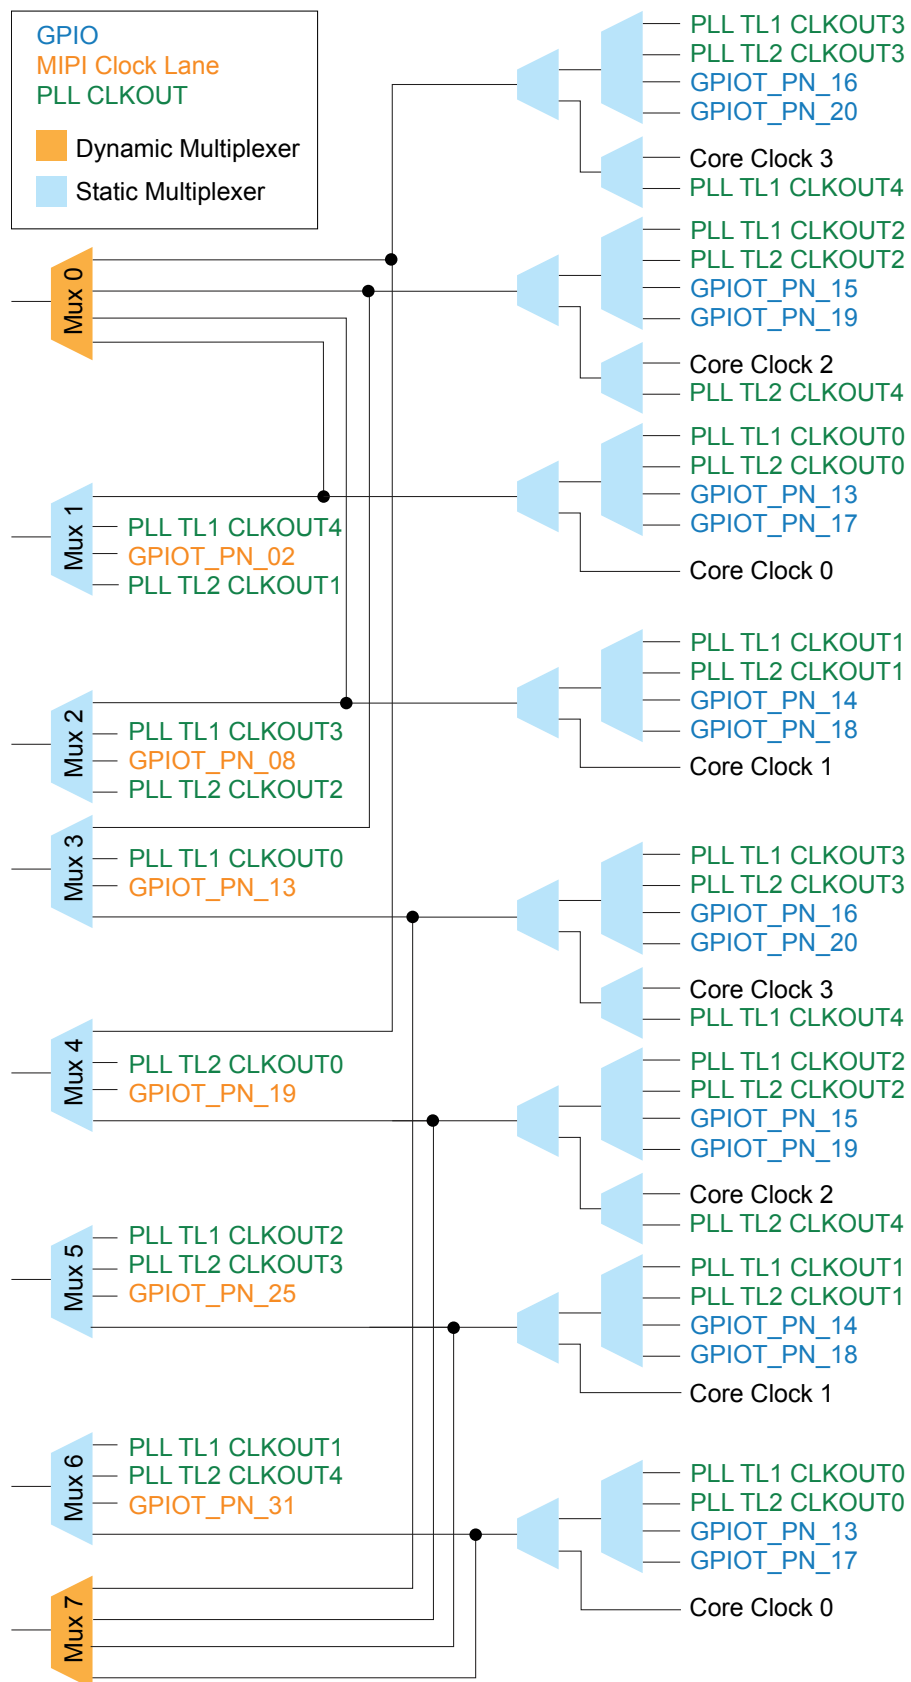 GPIO
MIPI Clock Lane
PLL CLKOUT
Dynamic Multiplexer
Static Multiplexer
PLL TL1 CLKOUT3
PLL TL2 CLKOUT3
GPIOT_PN_16
GPIOT_PN_20
Core Clock 3
PLL TL1 CLKOUT4
Mux 0
PLL TL1 CLKOUT2
PLL TL2 CLKOUT2
GPIOT_PN_15
GPIOT_PN_19
Core Clock 2
PLL TL2 CLKOUT4
PLL TL1 CLKOUT0
PLL TL2 CLKOUT0
GPIOT_PN_13
GPIOT_PN_17
Core Clock 0
Mux 1
PLL TL1 CLKOUT4
GPIOT_PN_02
PLL TL2 CLKOUT1
PLL TL1 CLKOUT1
PLL TL2 CLKOUT1
GPIOT_PN_14
GPIOT_PN_18
Core Clock 1
Mux 2
PLL TL1 CLKOUT3
GPIOT_PN_08
PLL TL2 CLKOUT2
Mux 3
PLL TL1 CLKOUT0
GPIOT_PN_13
PLL TL1 CLKOUT3
PLL TL2 CLKOUT3
GPIOT_PN_16
GPIOT_PN_20
Core Clock 3
PLL TL1 CLKOUT4
Mux 4
PLL TL2 CLKOUT0
GPIOT_PN_19
PLL TL1 CLKOUT2
PLL TL2 CLKOUT2
GPIOT_PN_15
GPIOT_PN_19
Core Clock 2
PLL TL2 CLKOUT4
Mux 5
PLL TL1 CLKOUT2
PLL TL2 CLKOUT3
GPIOT_PN_25
PLL TL1 CLKOUT1
PLL TL2 CLKOUT1
GPIOT_PN_14
GPIOT_PN_18
Core Clock 1
Mux 6
PLL TL1 CLKOUT1
PLL TL2 CLKOUT4
GPIOT_PN_31
PLL TL1 CLKOUT0
PLL TL2 CLKOUT0
GPIOT_PN_13
GPIOT_PN_17
Core Clock 0
Mux 7